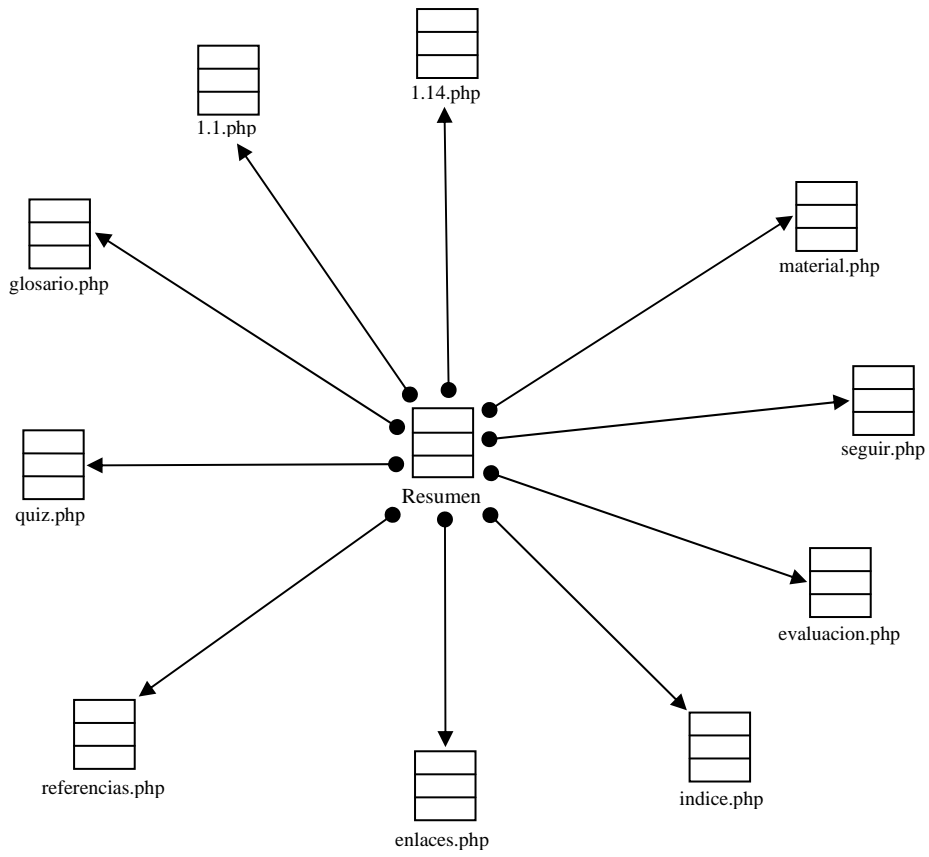 1.14.php
1.1.php
material.php
glosario.php
seguir.php
Resumen
quiz.php
evaluacion.php
referencias.php
indice.php
enlaces.php